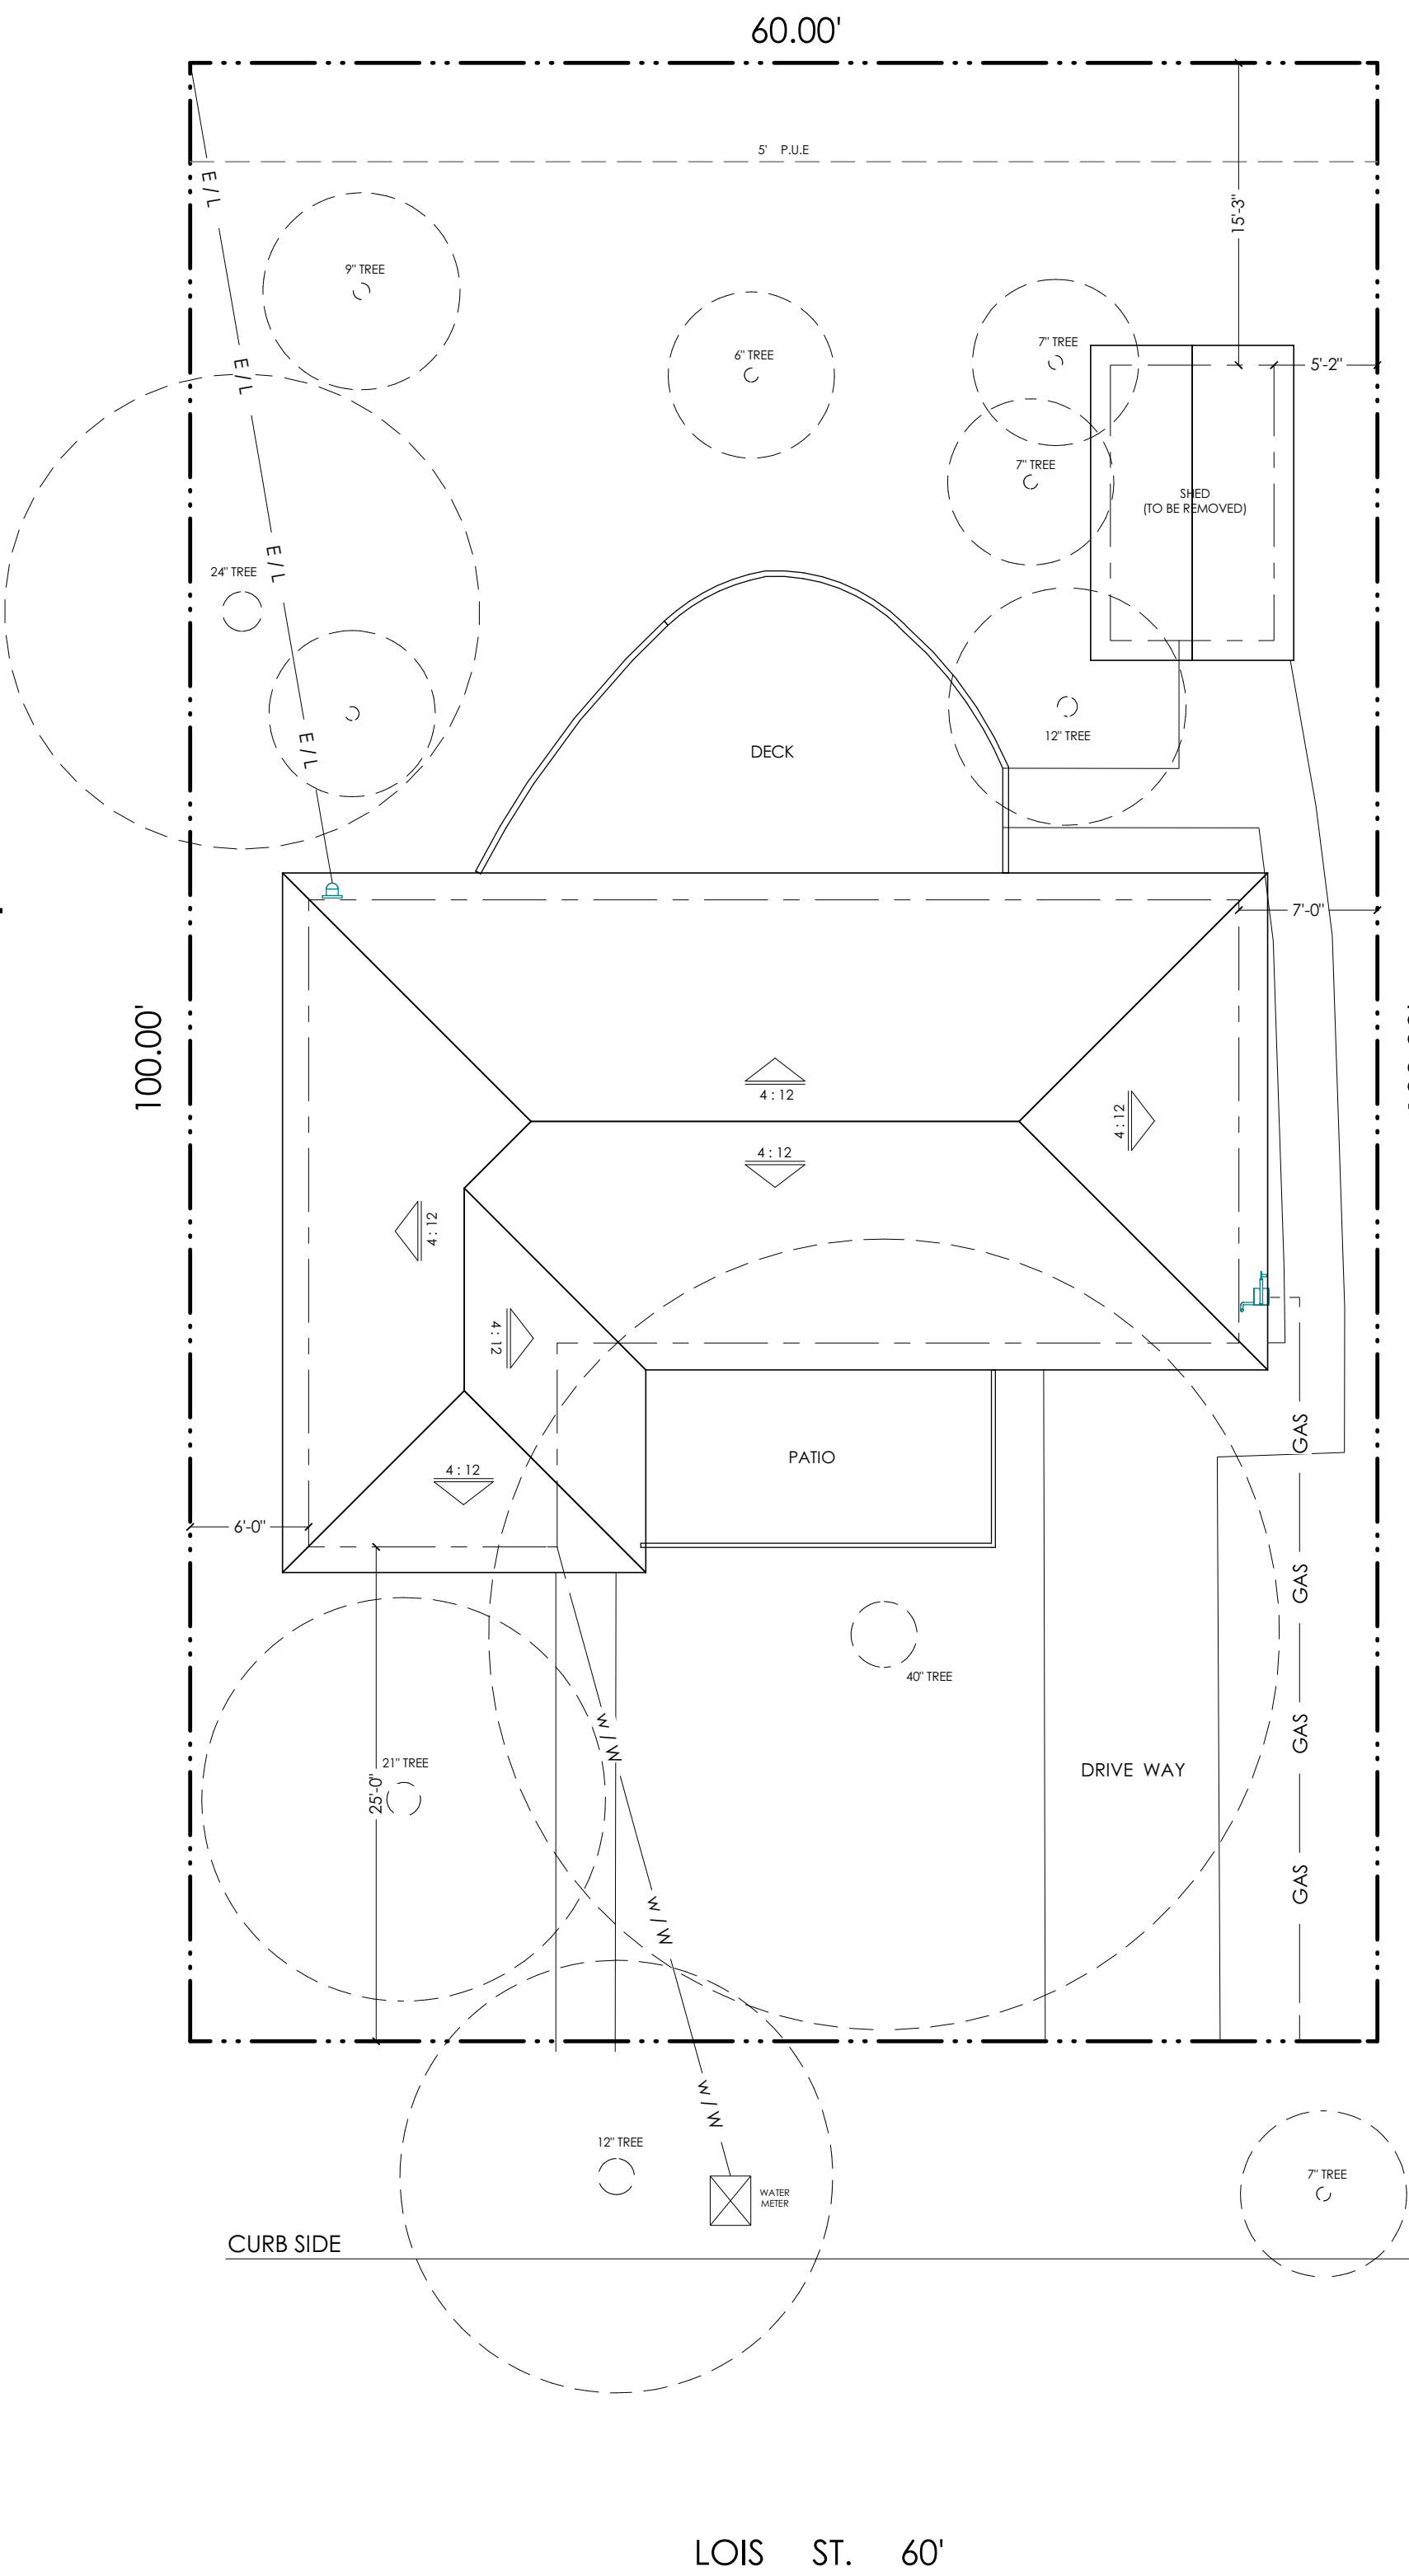 60.00'
5' P.U.E
15'-3"
E / L
9" TREE
7" TREE
6" TREE
5'-2"
E / L
7" TREE
SHED
(TO BE REMOVED)
24" TREE
E / L
12" TREE
E / L
DECK
7'-0"
100.00'
4 : 12
4 : 12
4 : 12
4 : 12
4 : 12
GAS
PATIO
4 : 12
6'-0"
GAS
40" TREE
W / W
GAS
21" TREE
DRIVE WAY
25'-0"
GAS
W / W
W / W
12" TREE
7" TREE
WATER
METER
CURB SIDE
LOIS ST. 60'